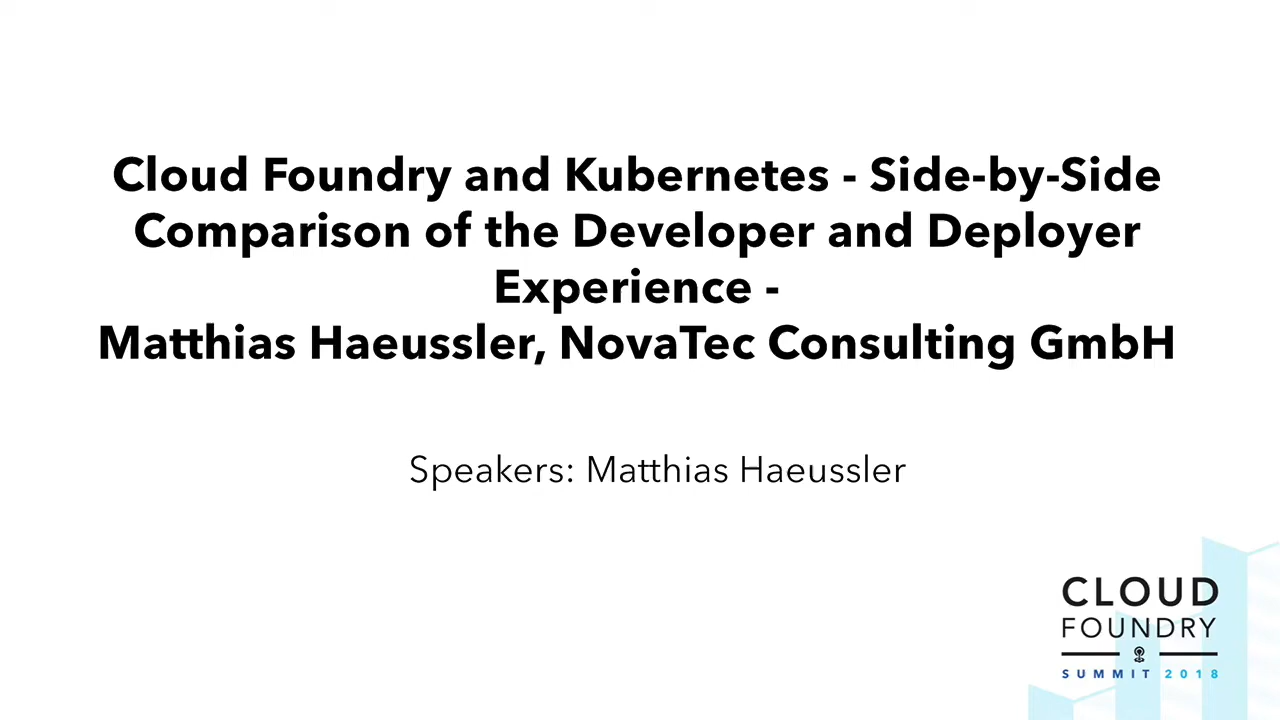 Cloud Foundry and Kubernetes - Side-by-Side
Comparison of the Developer and Deployer
Experience -
Matthias Haeussler, NovaTec Consulting GmbH
Speakers: Matthias Haeussler
CLOUD
FOUNDRY
SUMMIT 2018